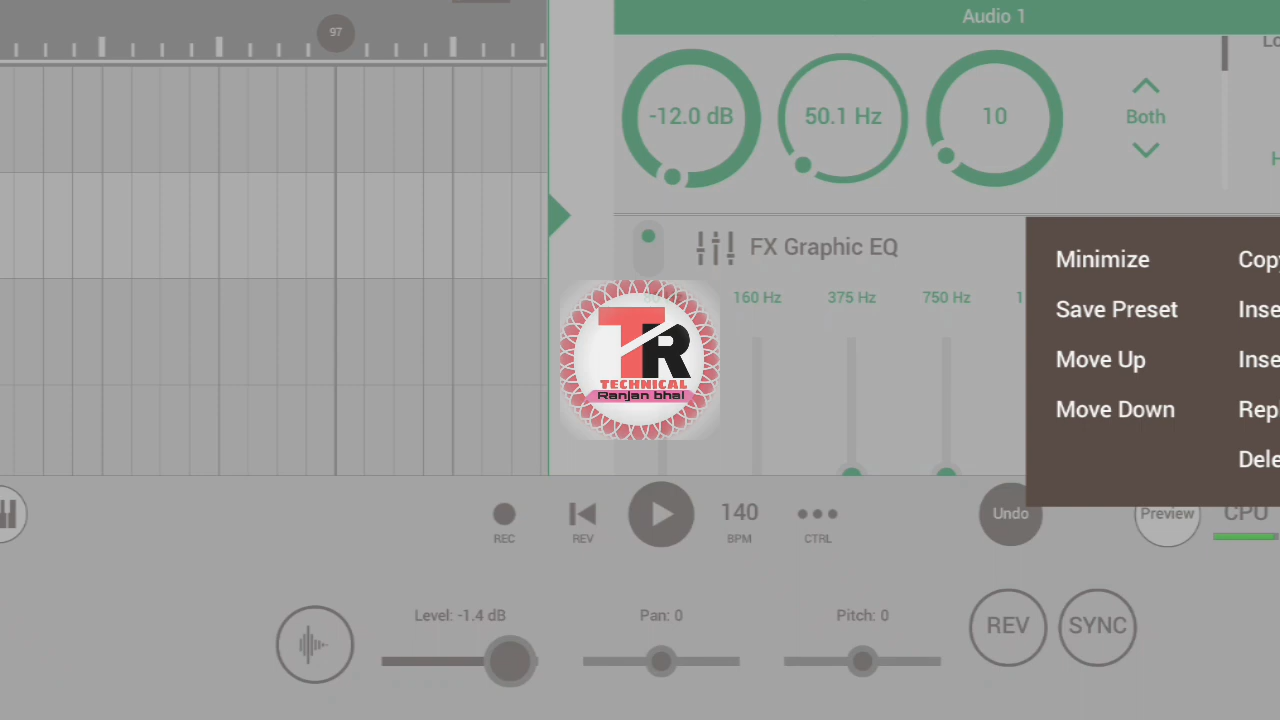 97
Audio 1
-12.0 dB
50.1 Hz
10
Both
FX Graphic EQ
160 Hz
375 Hz
750 Hz
Minimize
Save Preset
Move Up
Move Down
TR
TECHNICAL
Ranjan bhai
REC
REV
140
BPM
CTRL
Undo
Preview
CPU
Level: -1.4 dB
Pan: 0
Pitch: 0
REV
SYNC